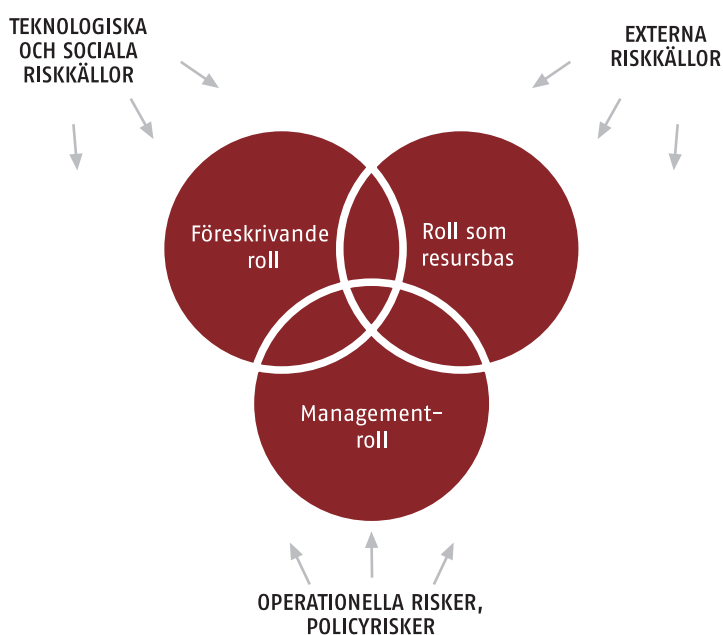 TEKNOLOGISKA
OCH SOCIALA
RISKKÄLLOR
EXTERNA
RISKKÄLLOR
Föreskrivande
roll
Roll som
resursbas
Management–
roll
OPERATIONELLA RISKER,
POLICYRISKER